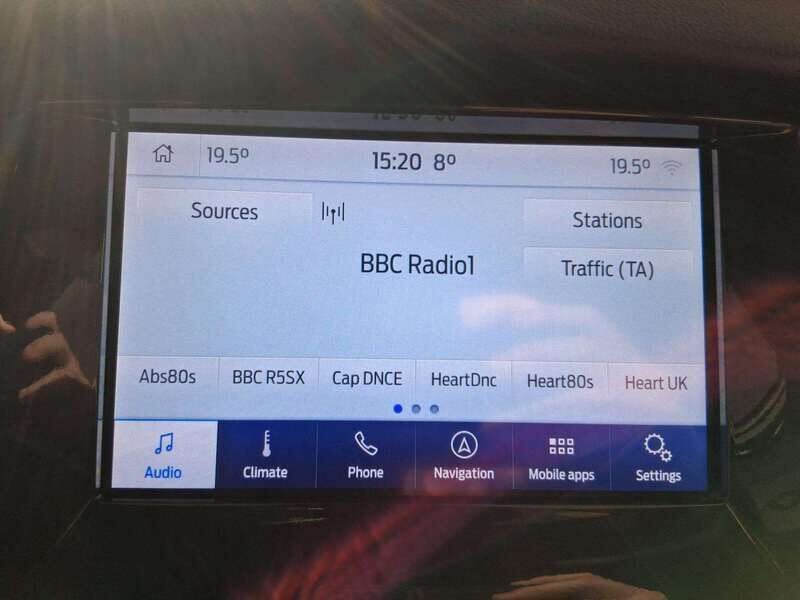 19.5º 15:20 8º 19.5º
Sources
Stations
BBC Radio1
Traffic (TA)
Abs80s BBC R5SX Cap DNCE HeartDnc Heart80s Heart UK
Audio Climate Phone Navigation Mobile apps Settings